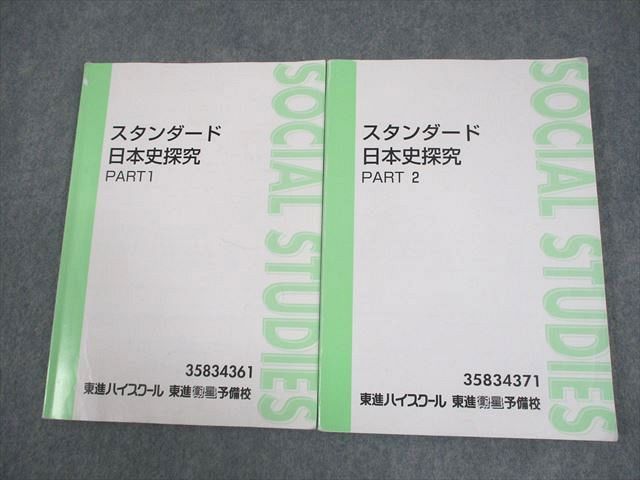 スタンダード
日本史探究
PART1
SOCIAL STUDIES
35834361
東進ハイスクール 東進衛星予備校
スタンダード
日本史探究
PART 2
SOCIAL STUDIES
35834371
東進ハイスクール 東進衛星予備校